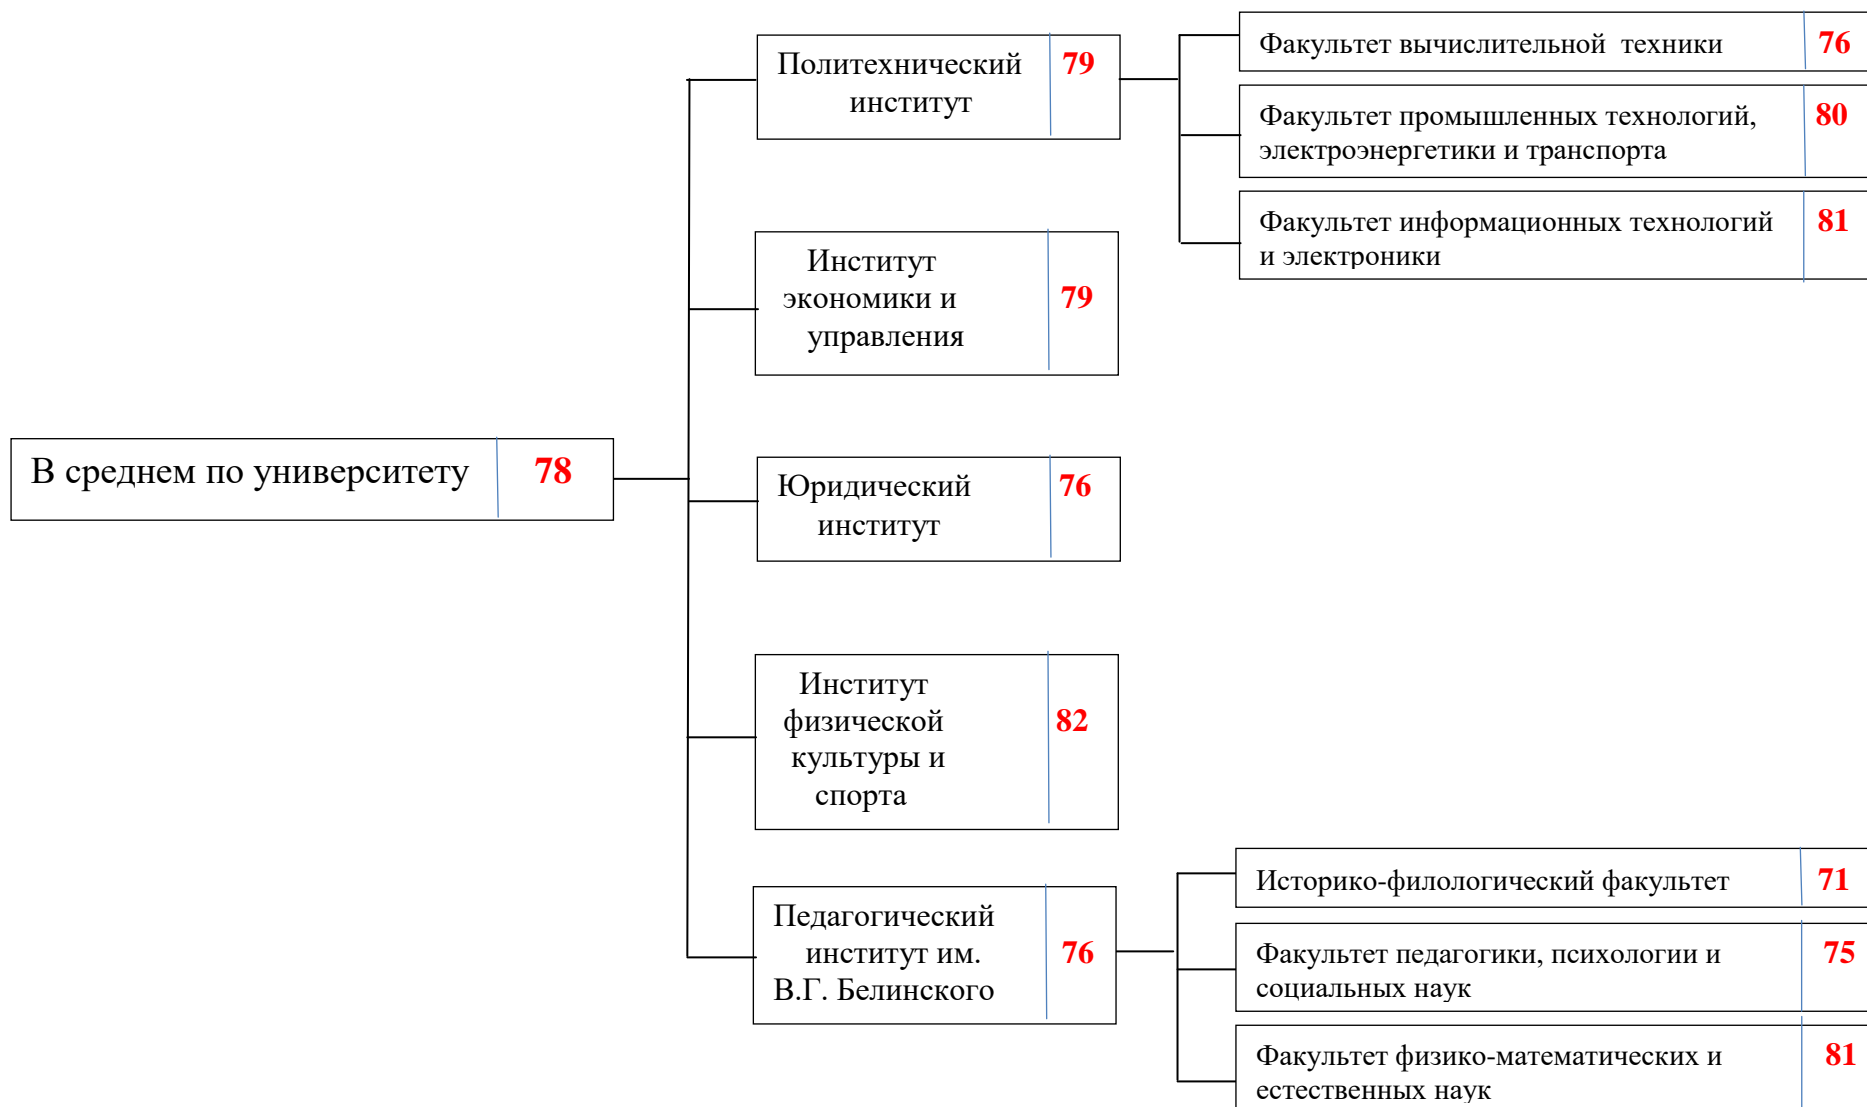 В среднем по университету 78
Политехнический 79
институт
Институт
экономики и 79
управления
Юридический 76
институт
Институт
физической 82
культуры и
спорта
Педагогический
институт им. 76
В.Г. Белинского
Факультет вычислительной техники 76
Факультет промышленных технологий, 80
электроэнергетики и транспорта
Факультет информационных технологий 81
и электроники
Историко-филологический факультет 71
Факультет педагогики, психологии и 75
социальных наук
Факультет физико-математических и 81
естественных наук